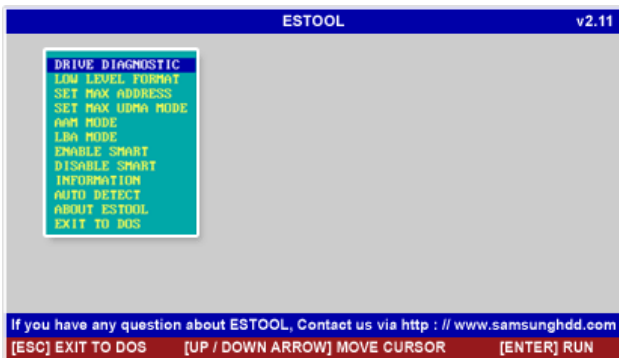 ESTOOL v2.11
DRIVE DIAGNOSTIC
LOW LEVEL FORMAT
SET MAX ADDRESS
SET MAX UDMA MODE
AAM MODE
LBA MODE
ENABLE SMART
DISABLE SMART
INFORMATION
AUTO DETECT
ABOUT ESTOOL
EXIT TO DOS
If you have any question about ESTOOL, Contact us via http : // www.samsunghdd.com
[ESC] EXIT TO DOS [UP / DOWN ARROW] MOVE CURSOR [ENTER] RUN